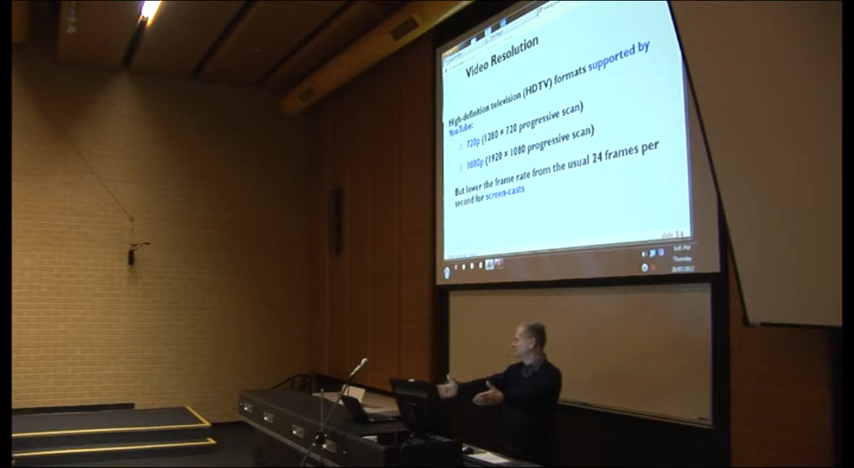 Video Resolution
High-definition television (HDTV) formats supported by
YouTube:
720p (1280 × 720 progressive scan)
1080p (1920 × 1080 progressive scan)
But lower the frame rate from the usual 24 frames per
second for screen-casts
Thursday